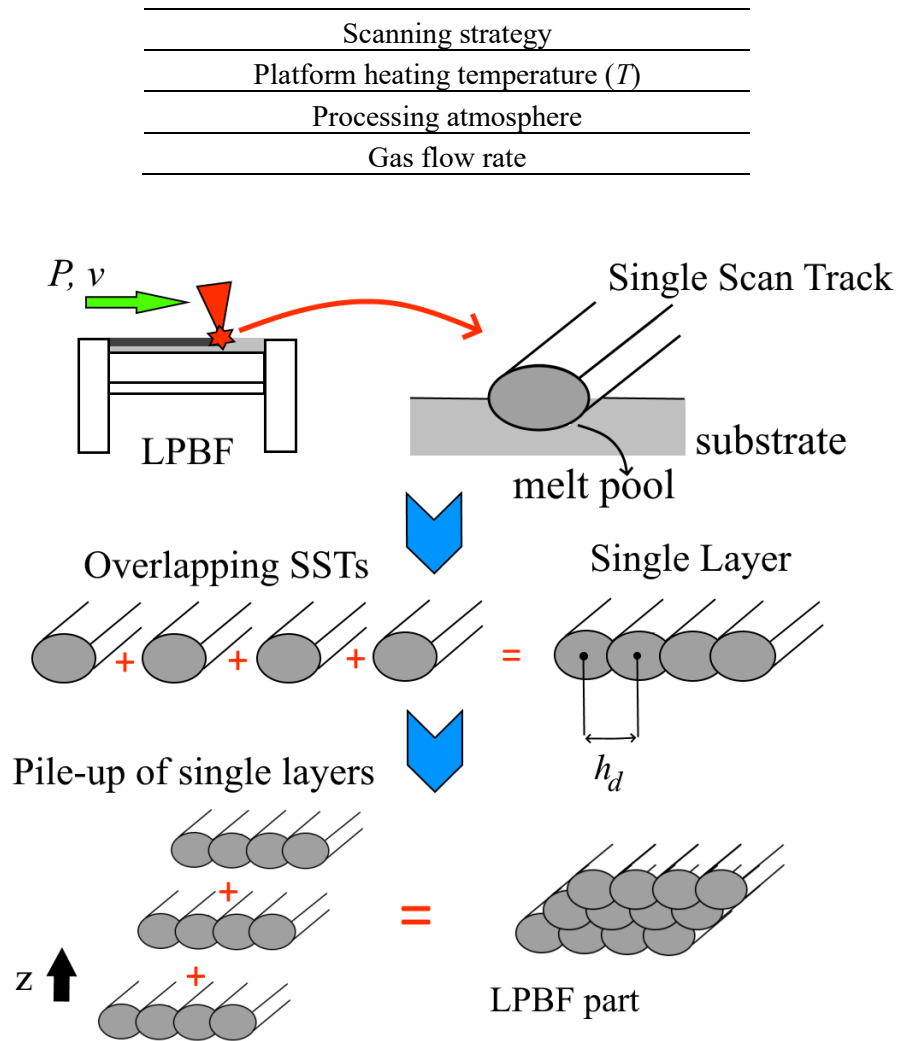 Scanning strategy
Platform heating temperature (T)
Processing atmosphere
Gas flow rate
P, v
Single Scan Track
LPBF
substrate
melt pool
Overlapping SSTs
Single Layer
+ + + =
h_d
Pile-up of single layers
+
=
z
+
LPBF part